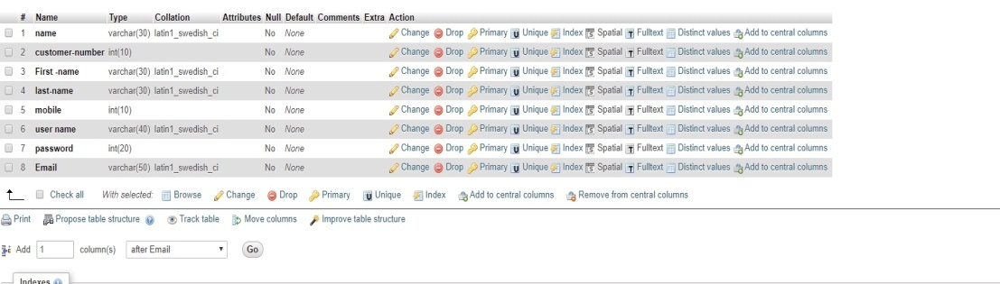 # Name Type Collation Attributes Null Default Comments Extra Action
1 name varchar(30) latin1_swedish_ci No None Change Drop Primary Unique Index Spatial Fulltext Distinct values Add to central columns
2 customer-number int(10) No None Change Drop Primary Unique Index Spatial Fulltext Distinct values Add to central columns
3 First -name varchar(30) latin1_swedish_ci No None Change Drop Primary Unique Index Spatial Fulltext Distinct values Add to central columns
4 last-name varchar(30) latin1_swedish_ci No None Change Drop Primary Unique Index Spatial Fulltext Distinct values Add to central columns
5 mobile int(10) No None Change Drop Primary Unique Index Spatial Fulltext Distinct values Add to central columns
6 user name varchar(40) latin1_swedish_ci No None Change Drop Primary Unique Index Spatial Fulltext Distinct values Add to central columns
7 password int(20) No None Change Drop Primary Unique Index Spatial Fulltext Distinct values Add to central columns
8 Email varchar(50) latin1_swedish_ci No None Change Drop Primary Unique Index Spatial Fulltext Distinct values Add to central columns
Check all With selected: Browse Change Drop Primary Unique Index Add to central columns Remove from central columns
Print Propose table structure Track table Move columns Improve table structure
Add 1 column(s) after Email Go
Indexes